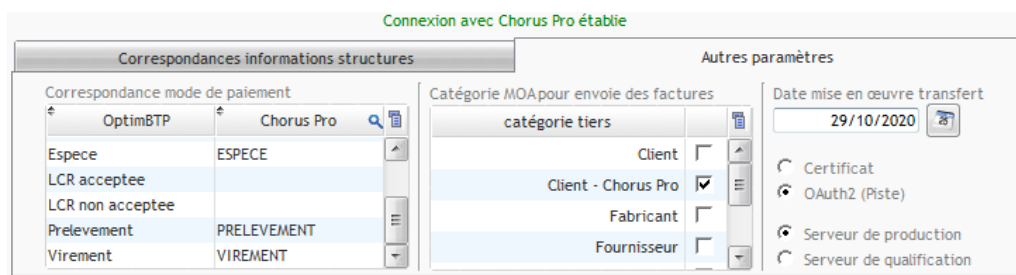 Connexion avec Chorus Pro établie
Correspondances informations structures
Autres paramètres
Correspondance mode de paiement
OptimBTP Chorus Pro
Espece ESPECE
LCR acceptee
LCR non acceptee
Prelevement PRELEVEMENT
Virement VIREMENT
Catégorie MOA pour envoie des factures
catégorie tiers
Client
Client - Chorus Pro
Fabricant
Fournisseur
Date mise en œuvre transfert
29/10/2020
Certificat
OAuth2 (Piste)
Serveur de production
Serveur de qualification